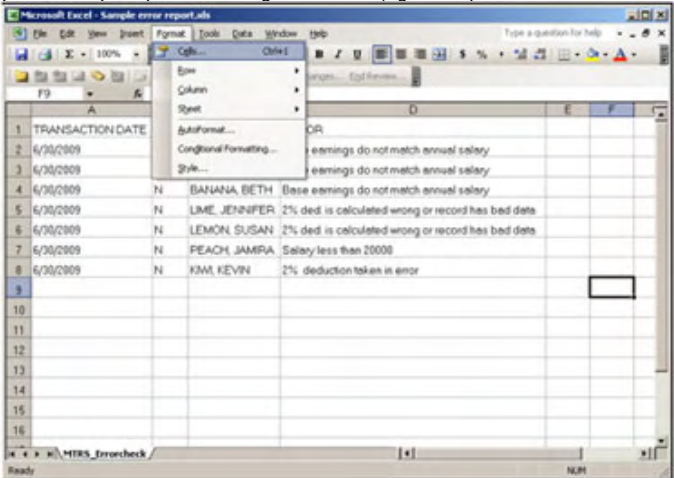 Microsoft Excel - Sample error report.xls
File Edit View Insert Format Tools Data Window Help Type a question for help
Σ 100% B I U $ % , A
Cells... Ctrl+1
Row
Column
Sheet
AutoFormat...
Conditional Formatting...
Style...
End Review...
F9 fx
A D E F
1 TRANSACTION DATE OR
2 6/30/2009 earnings do not match annual salary
3 6/30/2009 earnings do not match annual salary
4 6/30/2009 N BANANA, BETH Base earnings do not match annual salary
5 6/30/2009 N LIME, JENNIFER 2% ded. is calculated wrong or record has bad data
6 6/30/2009 N LEMON, SUSAN 2% ded. is calculated wrong or record has bad data
7 6/30/2009 N PEACH, JAMIRA Salary less than 20000
8 6/30/2009 N KIWI, KEVIN 2% deduction taken in error
9
10
11
12
13
14
15
16
MTRS_Errorcheck
Ready NUM